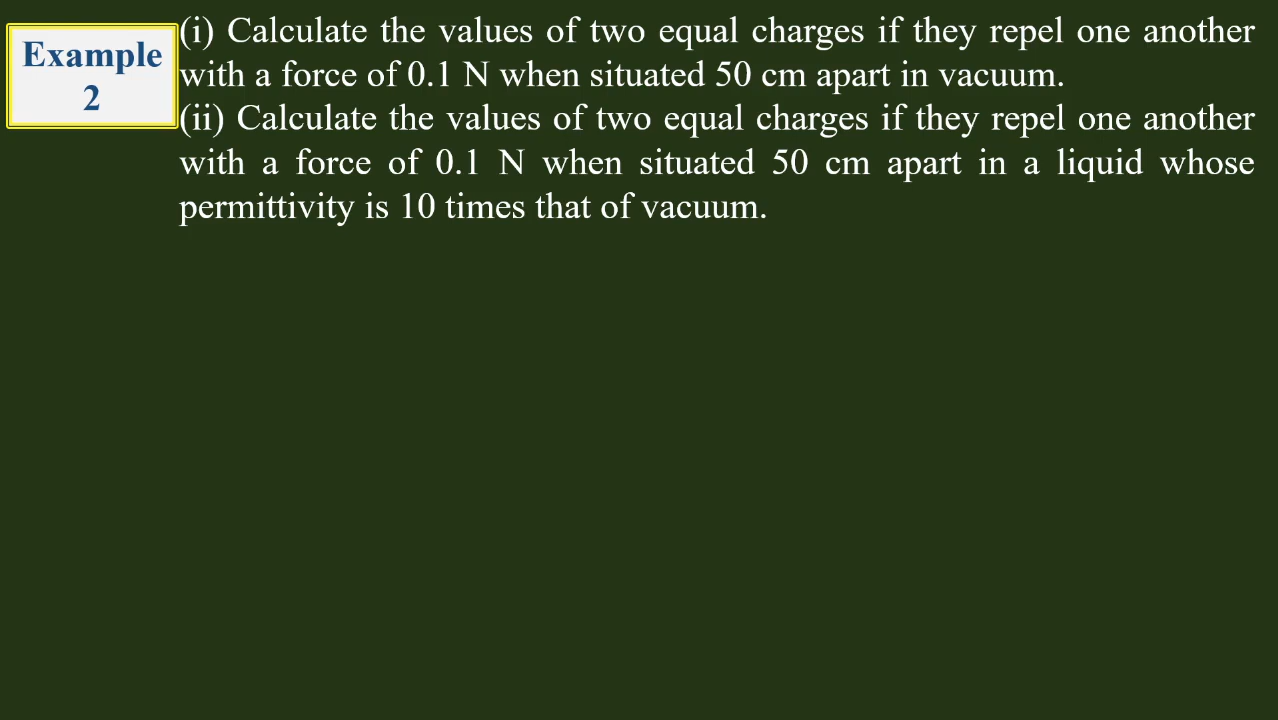 Example
2
(i) Calculate the values of two equal charges if they repel one another
with a force of 0.1 N when situated 50 cm apart in vacuum.
(ii) Calculate the values of two equal charges if they repel one another
with a force of 0.1 N when situated 50 cm apart in a liquid whose
permittivity is 10 times that of vacuum.